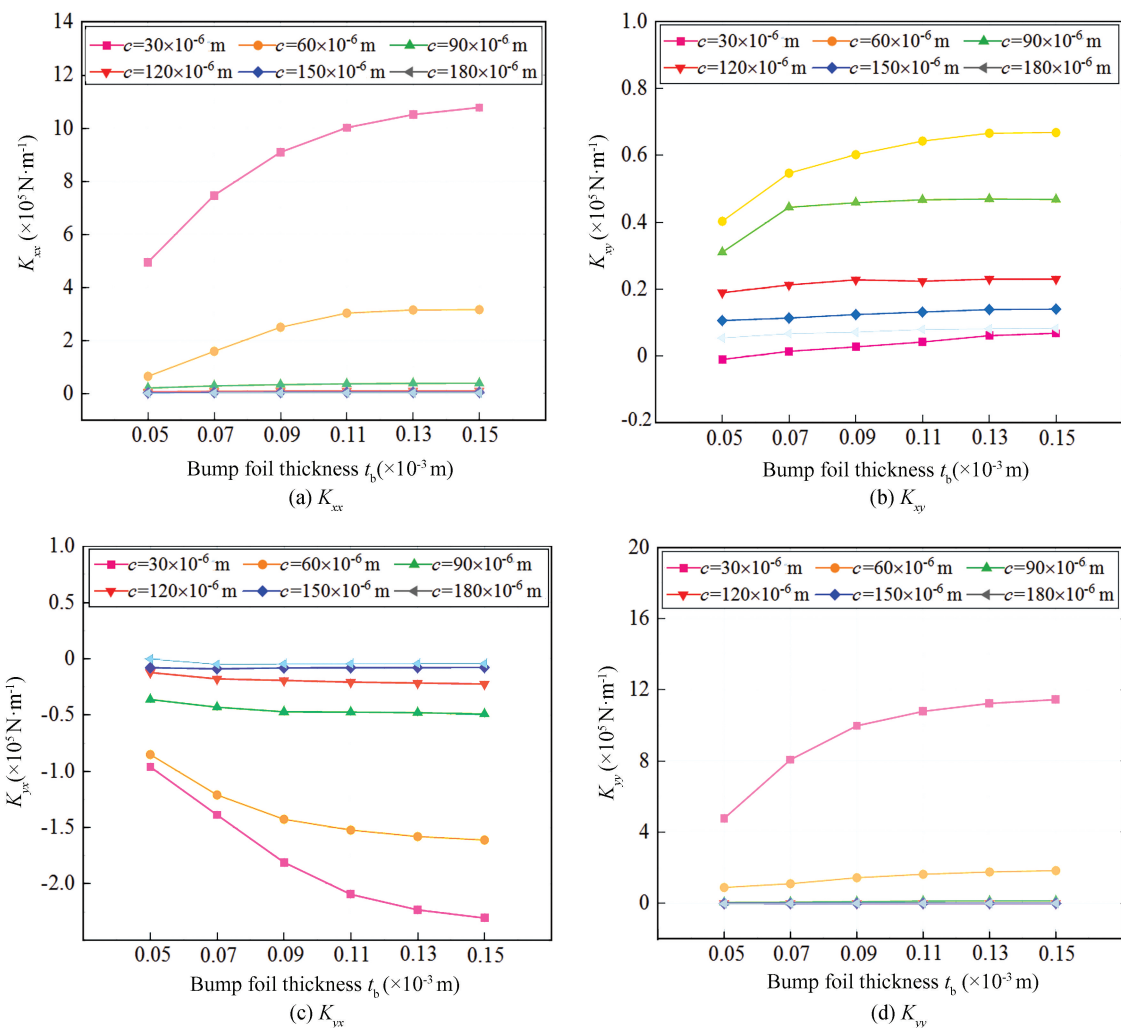 14
12
10
8
6
4
2
0
K_xx (×10^5 N·m^-1)
c=30×10^-6 m c=60×10^-6 m c=90×10^-6 m
c=120×10^-6 m c=150×10^-6 m c=180×10^-6 m
0.05 0.07 0.09 0.11 0.13 0.15
Bump foil thickness t_b(×10^-3 m)
(a) K_xx
1.0
0.8
0.6
0.4
0.2
0
-0.2
K_xy (×10^5 N·m^-1)
c=30×10^-6 m c=60×10^-6 m c=90×10^-6 m
c=120×10^-6 m c=150×10^-6 m c=180×10^-6 m
0.05 0.07 0.09 0.11 0.13 0.15
Bump foil thickness t_b(×10^-3 m)
(b) K_xy
1.0
0.5
0
-0.5
-1.0
-1.5
-2.0
K_yx (×10^5 N·m^-1)
c=30×10^-6 m c=60×10^-6 m c=90×10^-6 m
c=120×10^-6 m c=150×10^-6 m c=180×10^-6 m
0.05 0.07 0.09 0.11 0.13 0.15
Bump foil thickness t_b (×10^-3 m)
(c) K_yx
20
16
12
8
4
0
K_yy (×10^5 N·m^-1)
c=30×10^-6 m c=60×10^-6 m c=90×10^-6 m
c=120×10^-6 m c=150×10^-6 m c=180×10^-6 m
0.05 0.07 0.09 0.11 0.13 0.15
Bump foil thickness t_b (×10^-3 m)
(d) K_yy